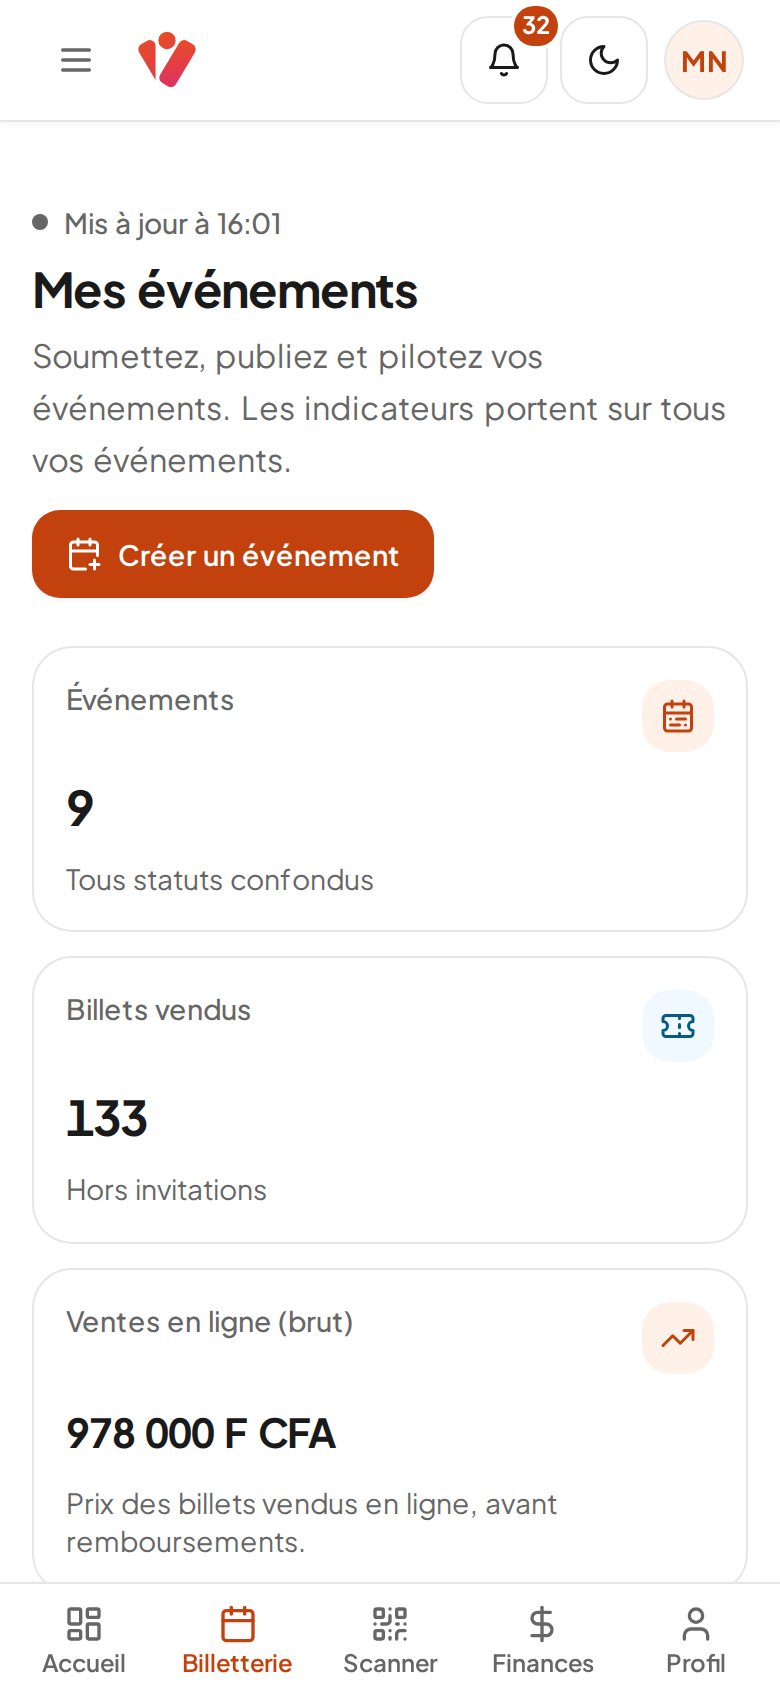 32
MN
Mis à jour à 16:01
Mes événements
Soumettez, publiez et pilotez vos
événements. Les indicateurs portent sur tous
vos événements.
Créer un événement
Événements
9
Tous statuts confondus
Billets vendus
133
Hors invitations
Ventes en ligne (brut)
978 000 F CFA
Prix des billets vendus en ligne, avant
remboursements.
Accueil
Billetterie
Scanner
Finances
Profil